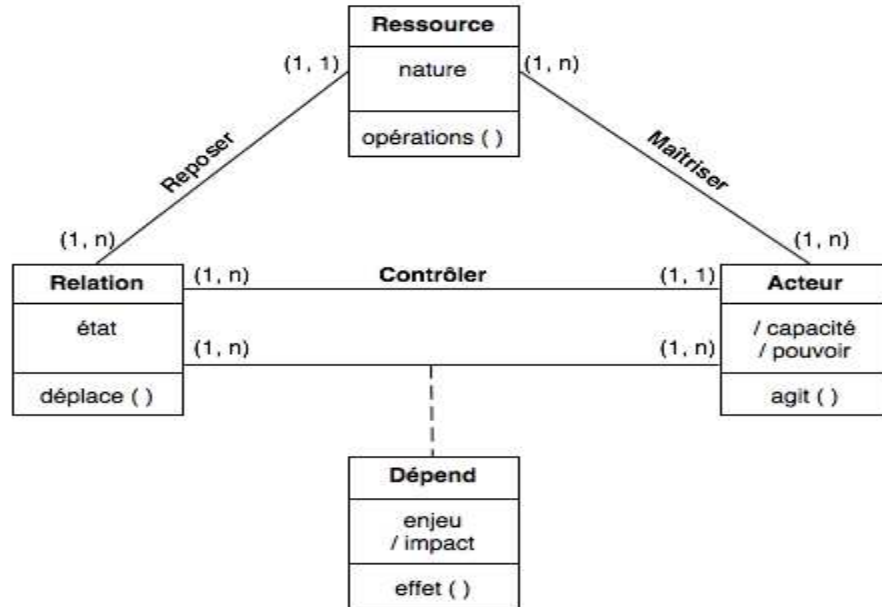 Ressource
nature
opérations ( )
(1, 1)
(1, n)
Reposer
Maîtriser
(1, n)
(1, n)
Relation
état
déplace ( )
(1, n)
Contrôler
(1, 1)
(1, n)
(1, n)
Acteur
/ capacité
/ pouvoir
agit ( )
Dépend
enjeu
/ impact
effet ( )